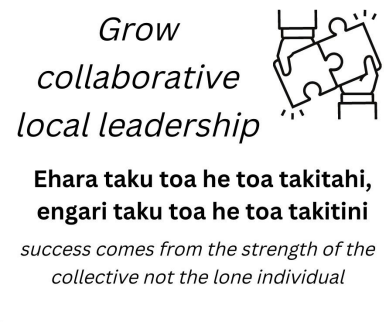 Grow
collaborative
local leadership
Ehara taku toa he toa takitahi,
engari taku toa he toa takitini
success comes from the strength of the
collective not the lone individual